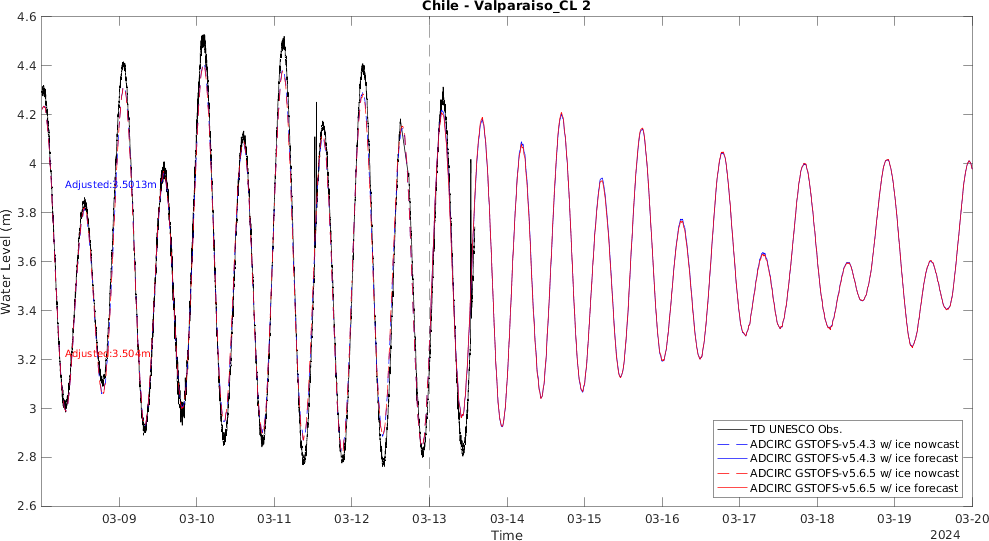 Chile - Valparaiso_CL 2
4.6
4.4
4.2
4
3.8
3.6
3.4
3.2
3
2.8
2.6
Water Level (m)
Adjusted:3.5013m
Adjusted:3.504m
TD UNESCO Obs.
ADCIRC GSTOFS-v5.4.3 w/ ice nowcast
ADCIRC GSTOFS-v5.4.3 w/ ice forecast
ADCIRC GSTOFS-v5.6.5 w/ ice nowcast
ADCIRC GSTOFS-v5.6.5 w/ ice forecast
03-09 03-10 03-11 03-12 03-13 03-14 03-15 03-16 03-17 03-18 03-19 03-20
Time
2024